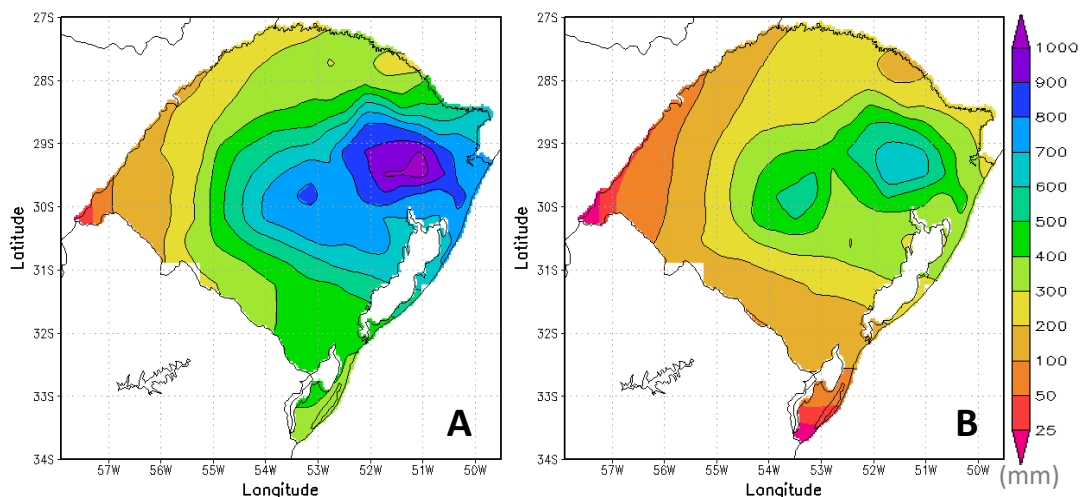 27S
28S
29S
30S
31S
32S
33S
34S
Latitude
57W
56W
55W
54W
53W
52W
51W
50W
Longitude
A
27S
28S
29S
30S
31S
32S
33S
34S
Latitude
57W
56W
55W
54W
53W
52W
51W
50W
Longitude
B
1000
900
800
700
600
500
400
300
200
100
50
25
(mm)